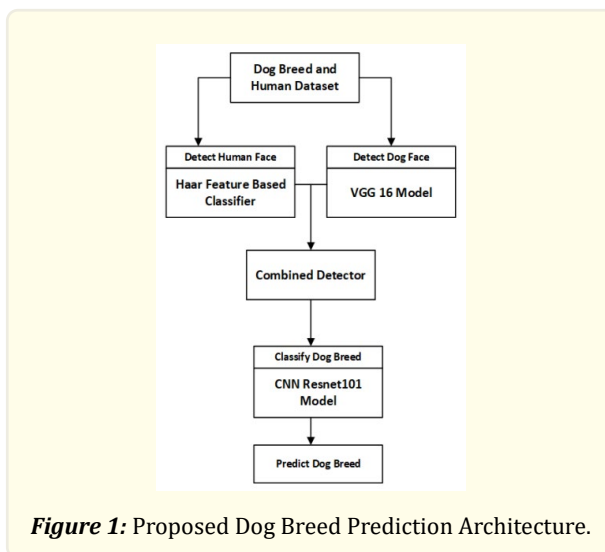 Dog Breed and
Human Dataset
Detect Human Face
Haar Feature Based
Classifier
Detect Dog Face
VGG 16 Model
Combined Detector
Classify Dog Breed
CNN Resnet101
Model
Predict Dog Breed
Figure 1: Proposed Dog Breed Prediction Architecture.